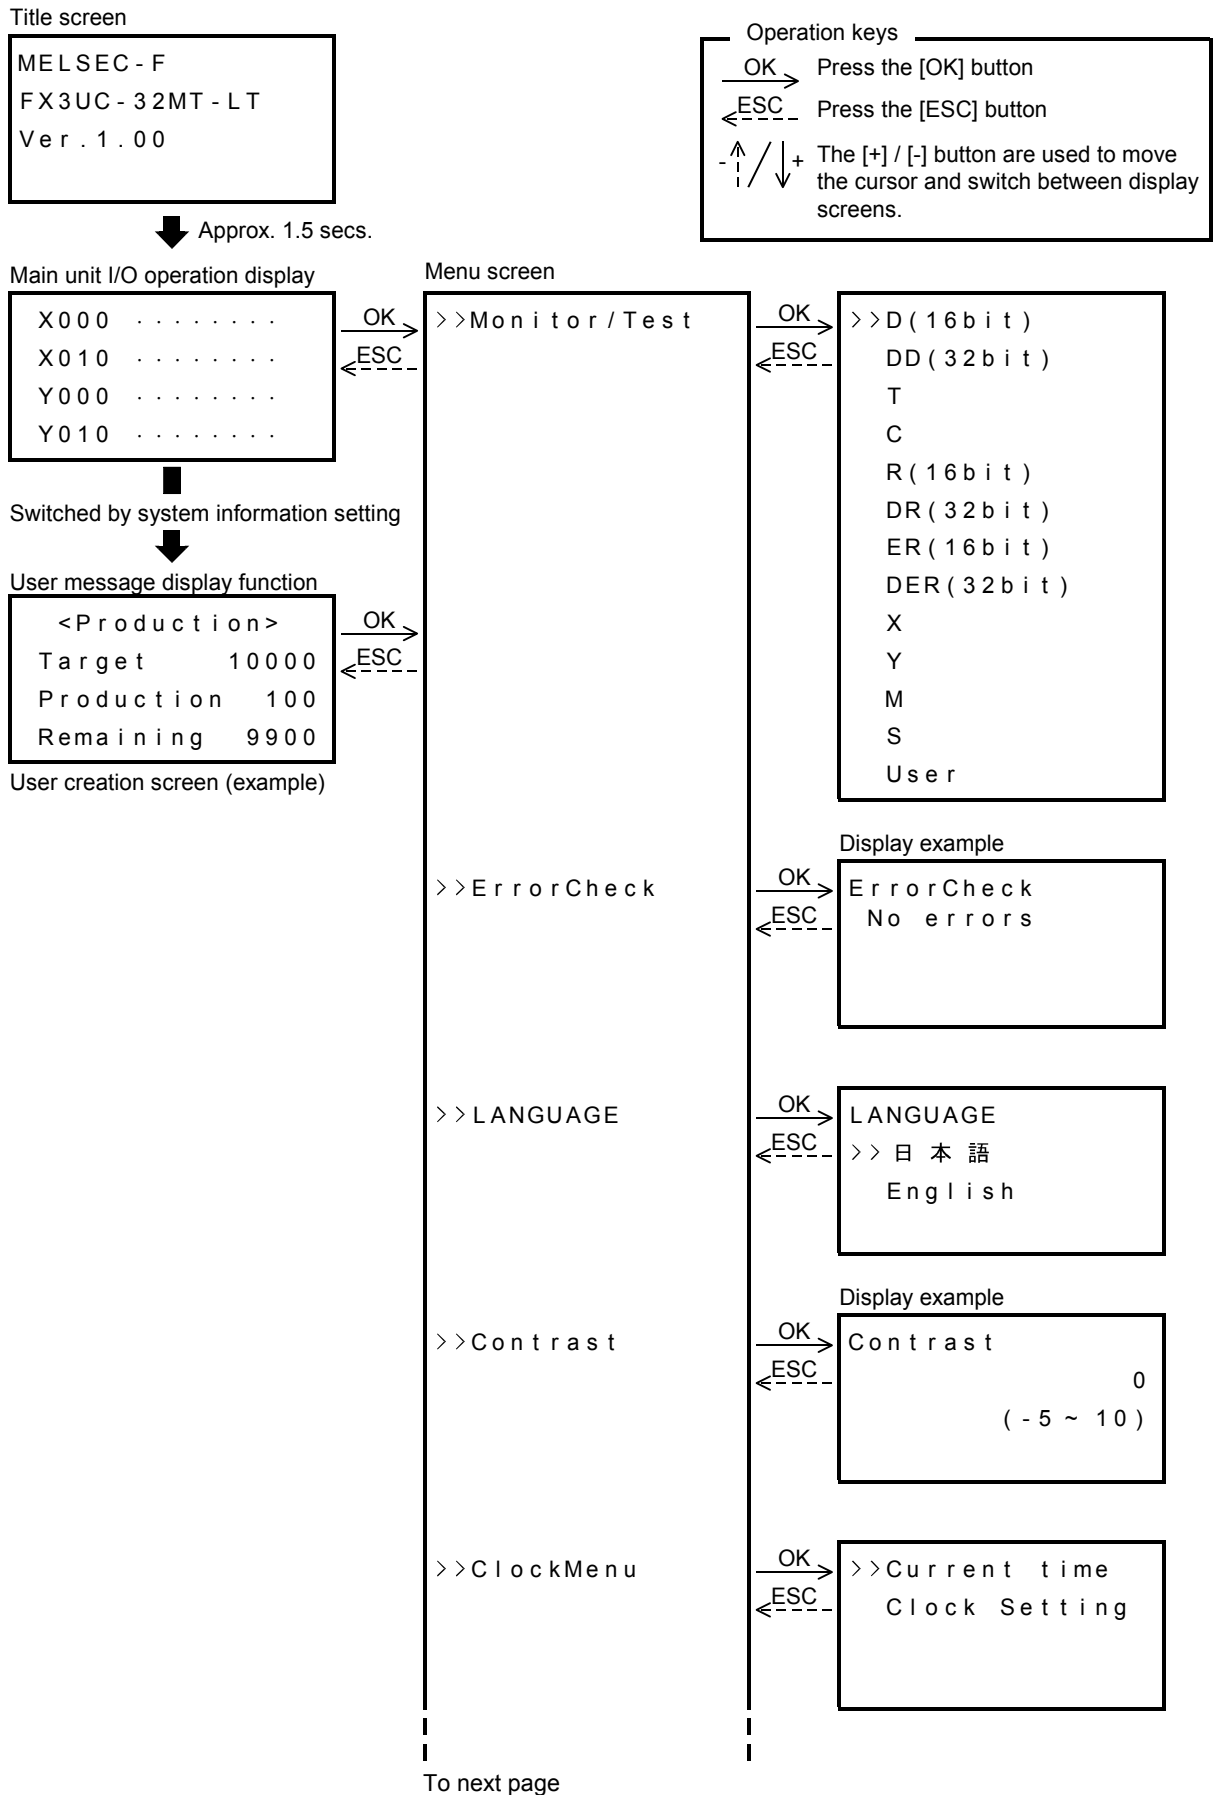 Title screen
MELSEC-F
FX3UC-32MT-LT
Ver.1.00
Operation keys
OK Press the [OK] button
ESC Press the [ESC] button
- / + The [+] / [-] button are used to move
the cursor and switch between display
screens.
Approx. 1.5 secs.
Main unit I/O operation display
X000 ........
X010 ........
Y000 ........
Y010 ........
OK
ESC
Switched by system information setting
User message display function
<Production>
Target 10000
Production 100
Remaining 9900
OK
ESC
User creation screen (example)
Menu screen
>>Monitor/Test
OK
ESC
>>D(16bit)
DD(32bit)
T
C
R(16bit)
DR(32bit)
ER(16bit)
DER(32bit)
X
Y
M
S
User
>>ErrorCheck
OK
ESC
Display example
ErrorCheck
No errors
>>LANGUAGE
OK
ESC
LANGUAGE
>>日本語
English
>>Contrast
OK
ESC
Display example
Contrast
0
(-5 ~ 10)
>>ClockMenu
OK
ESC
>>Current time
Clock Setting
To next page